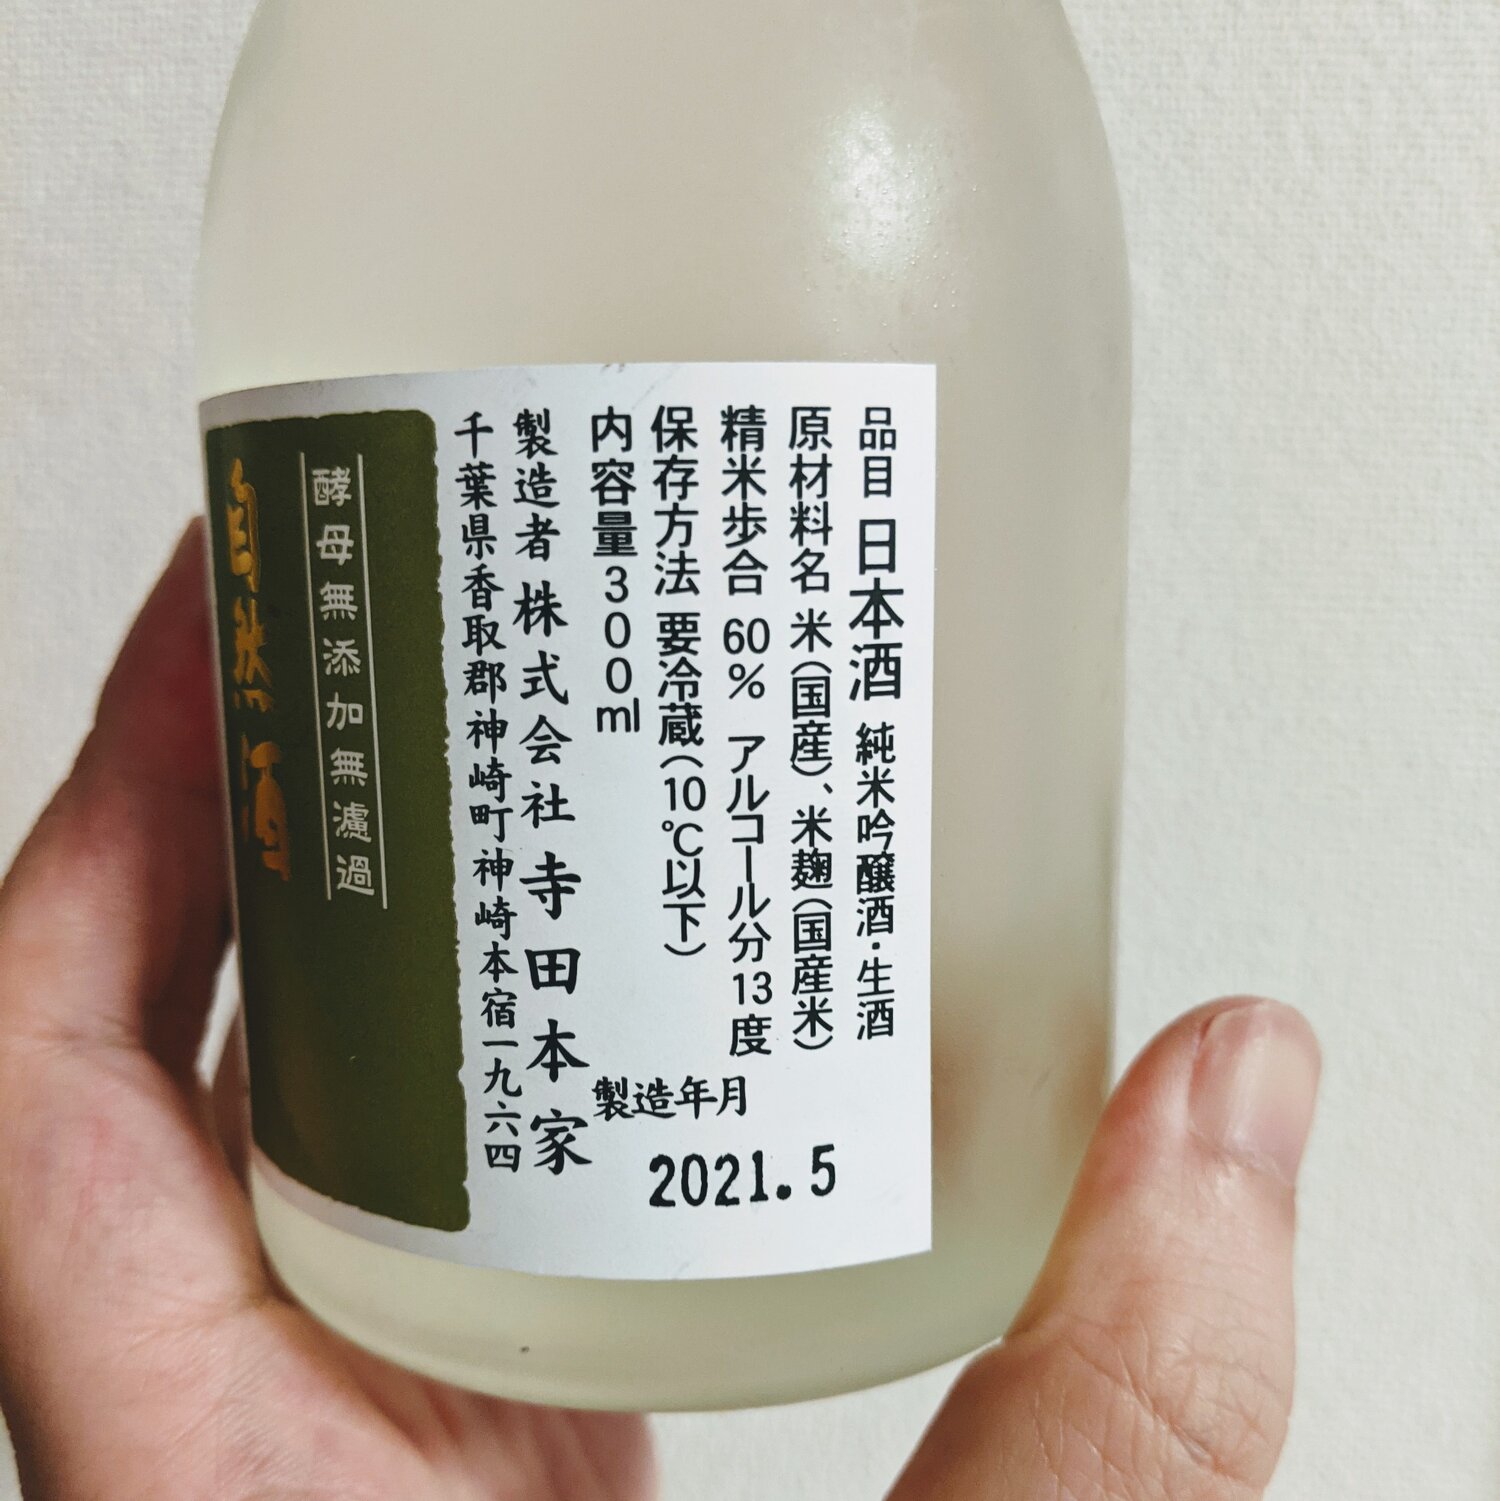 品目 日本酒 純米吟醸酒・生酒
原材料名 米(国産)、米麹(国産米)
精米歩合 60% アルコール分 13度
保存方法 要冷蔵(10℃以下)
内容量 300ml
製造年月
2021.5
製造者 株式会社 寺田本家
千葉県香取郡神崎町神崎本宿一九六四
酵母無添加無濾過
自然酒